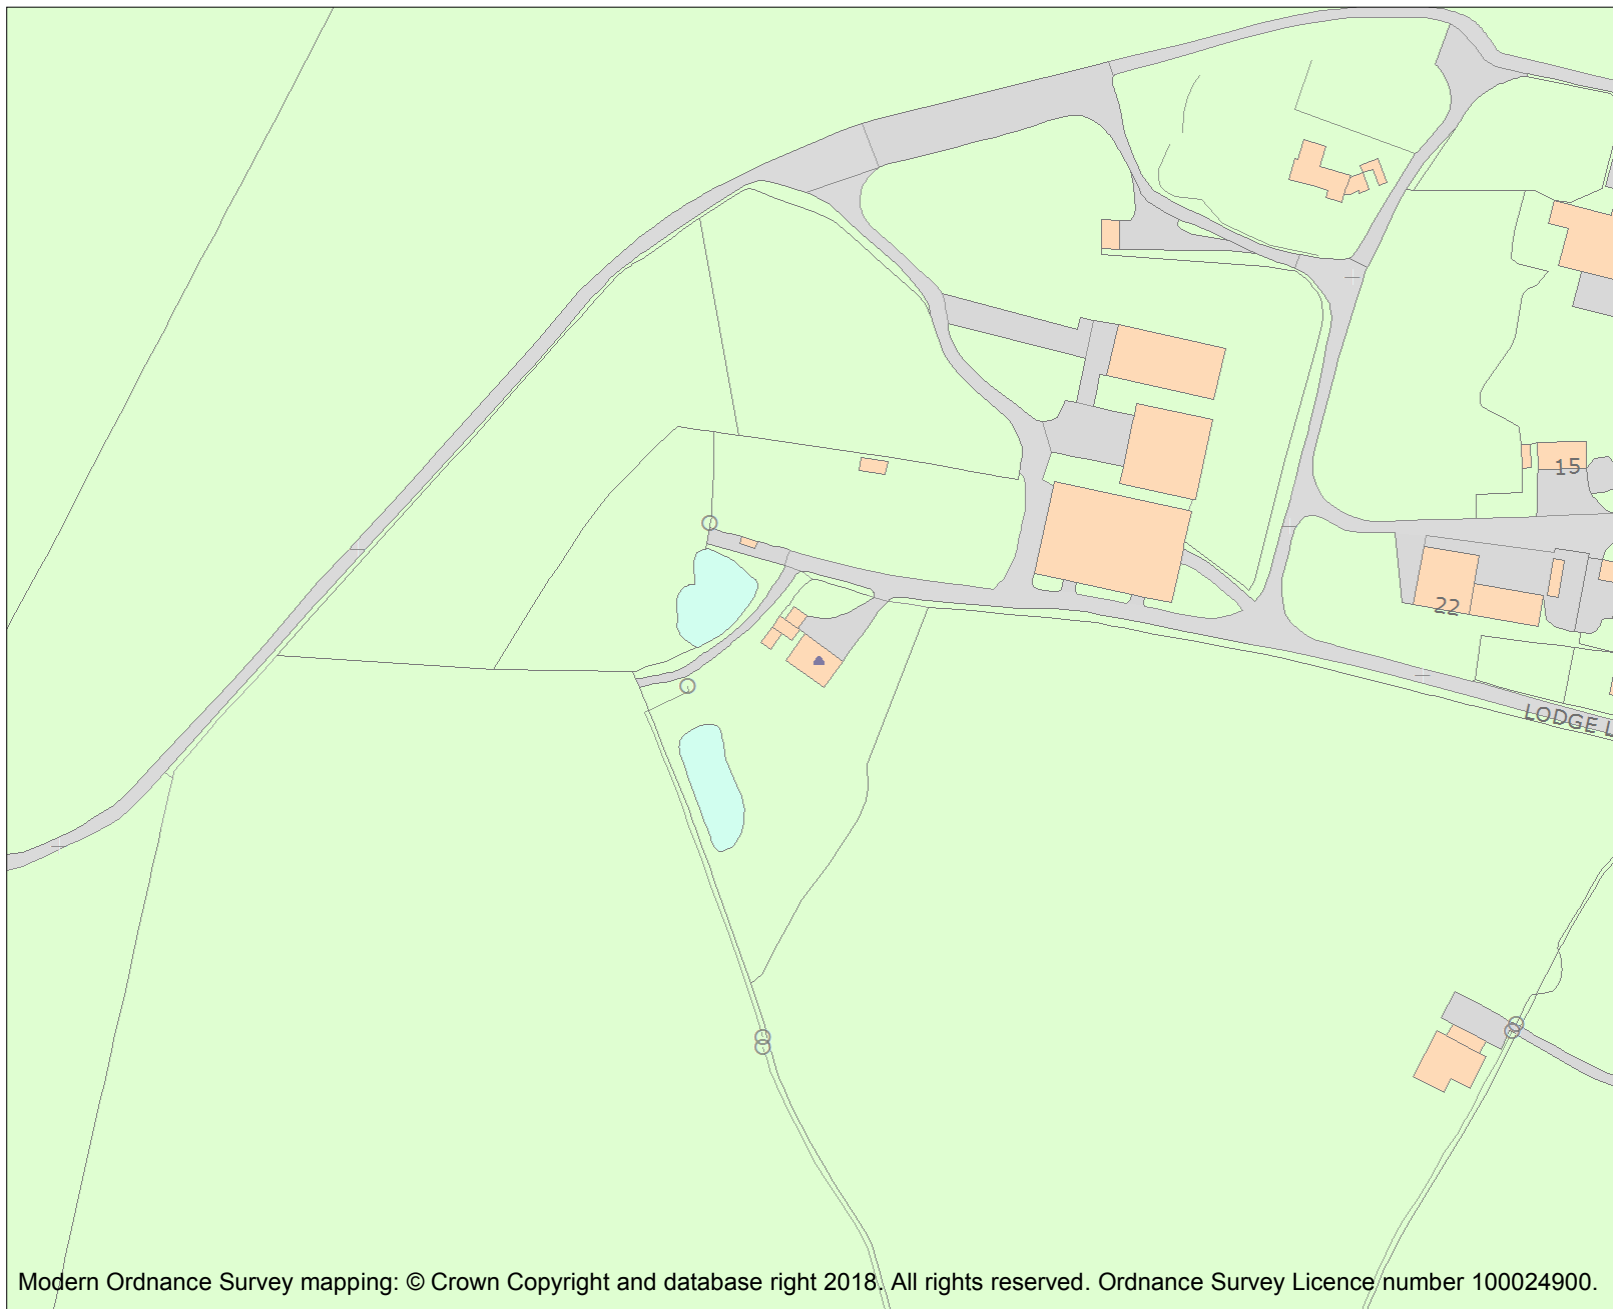 15
22
LODGE L
Modern Ordnance Survey mapping: © Crown Copyright and database right 2018. All rights reserved. Ordnance Survey Licence number 100024900.